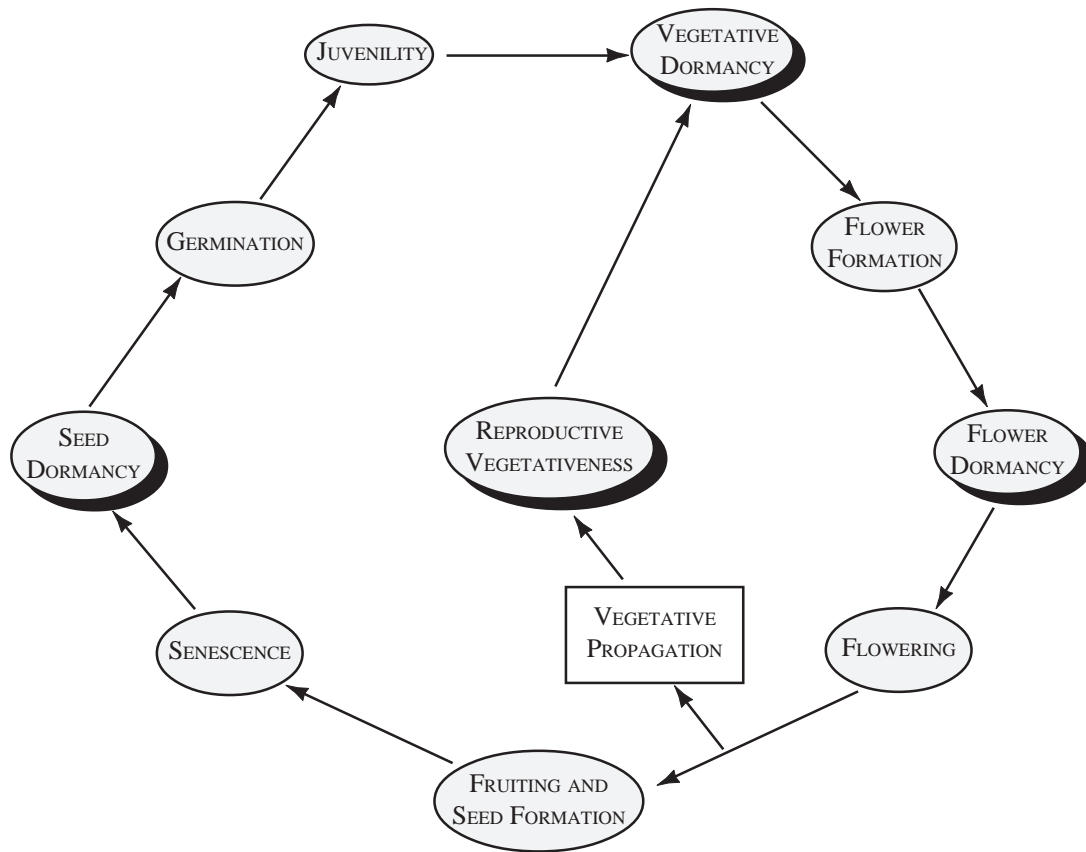 JUVENILITY
VEGETATIVE
DORMANCY
GERMINATION
FLOWER
FORMATION
SEED
DORMANCY
REPRODUCTIVE
VEGETATIVENESS
FLOWER
DORMANCY
SENESCENCE
VEGETATIVE
PROPAGATION
FLOWERING
FRUITING AND
SEED FORMATION